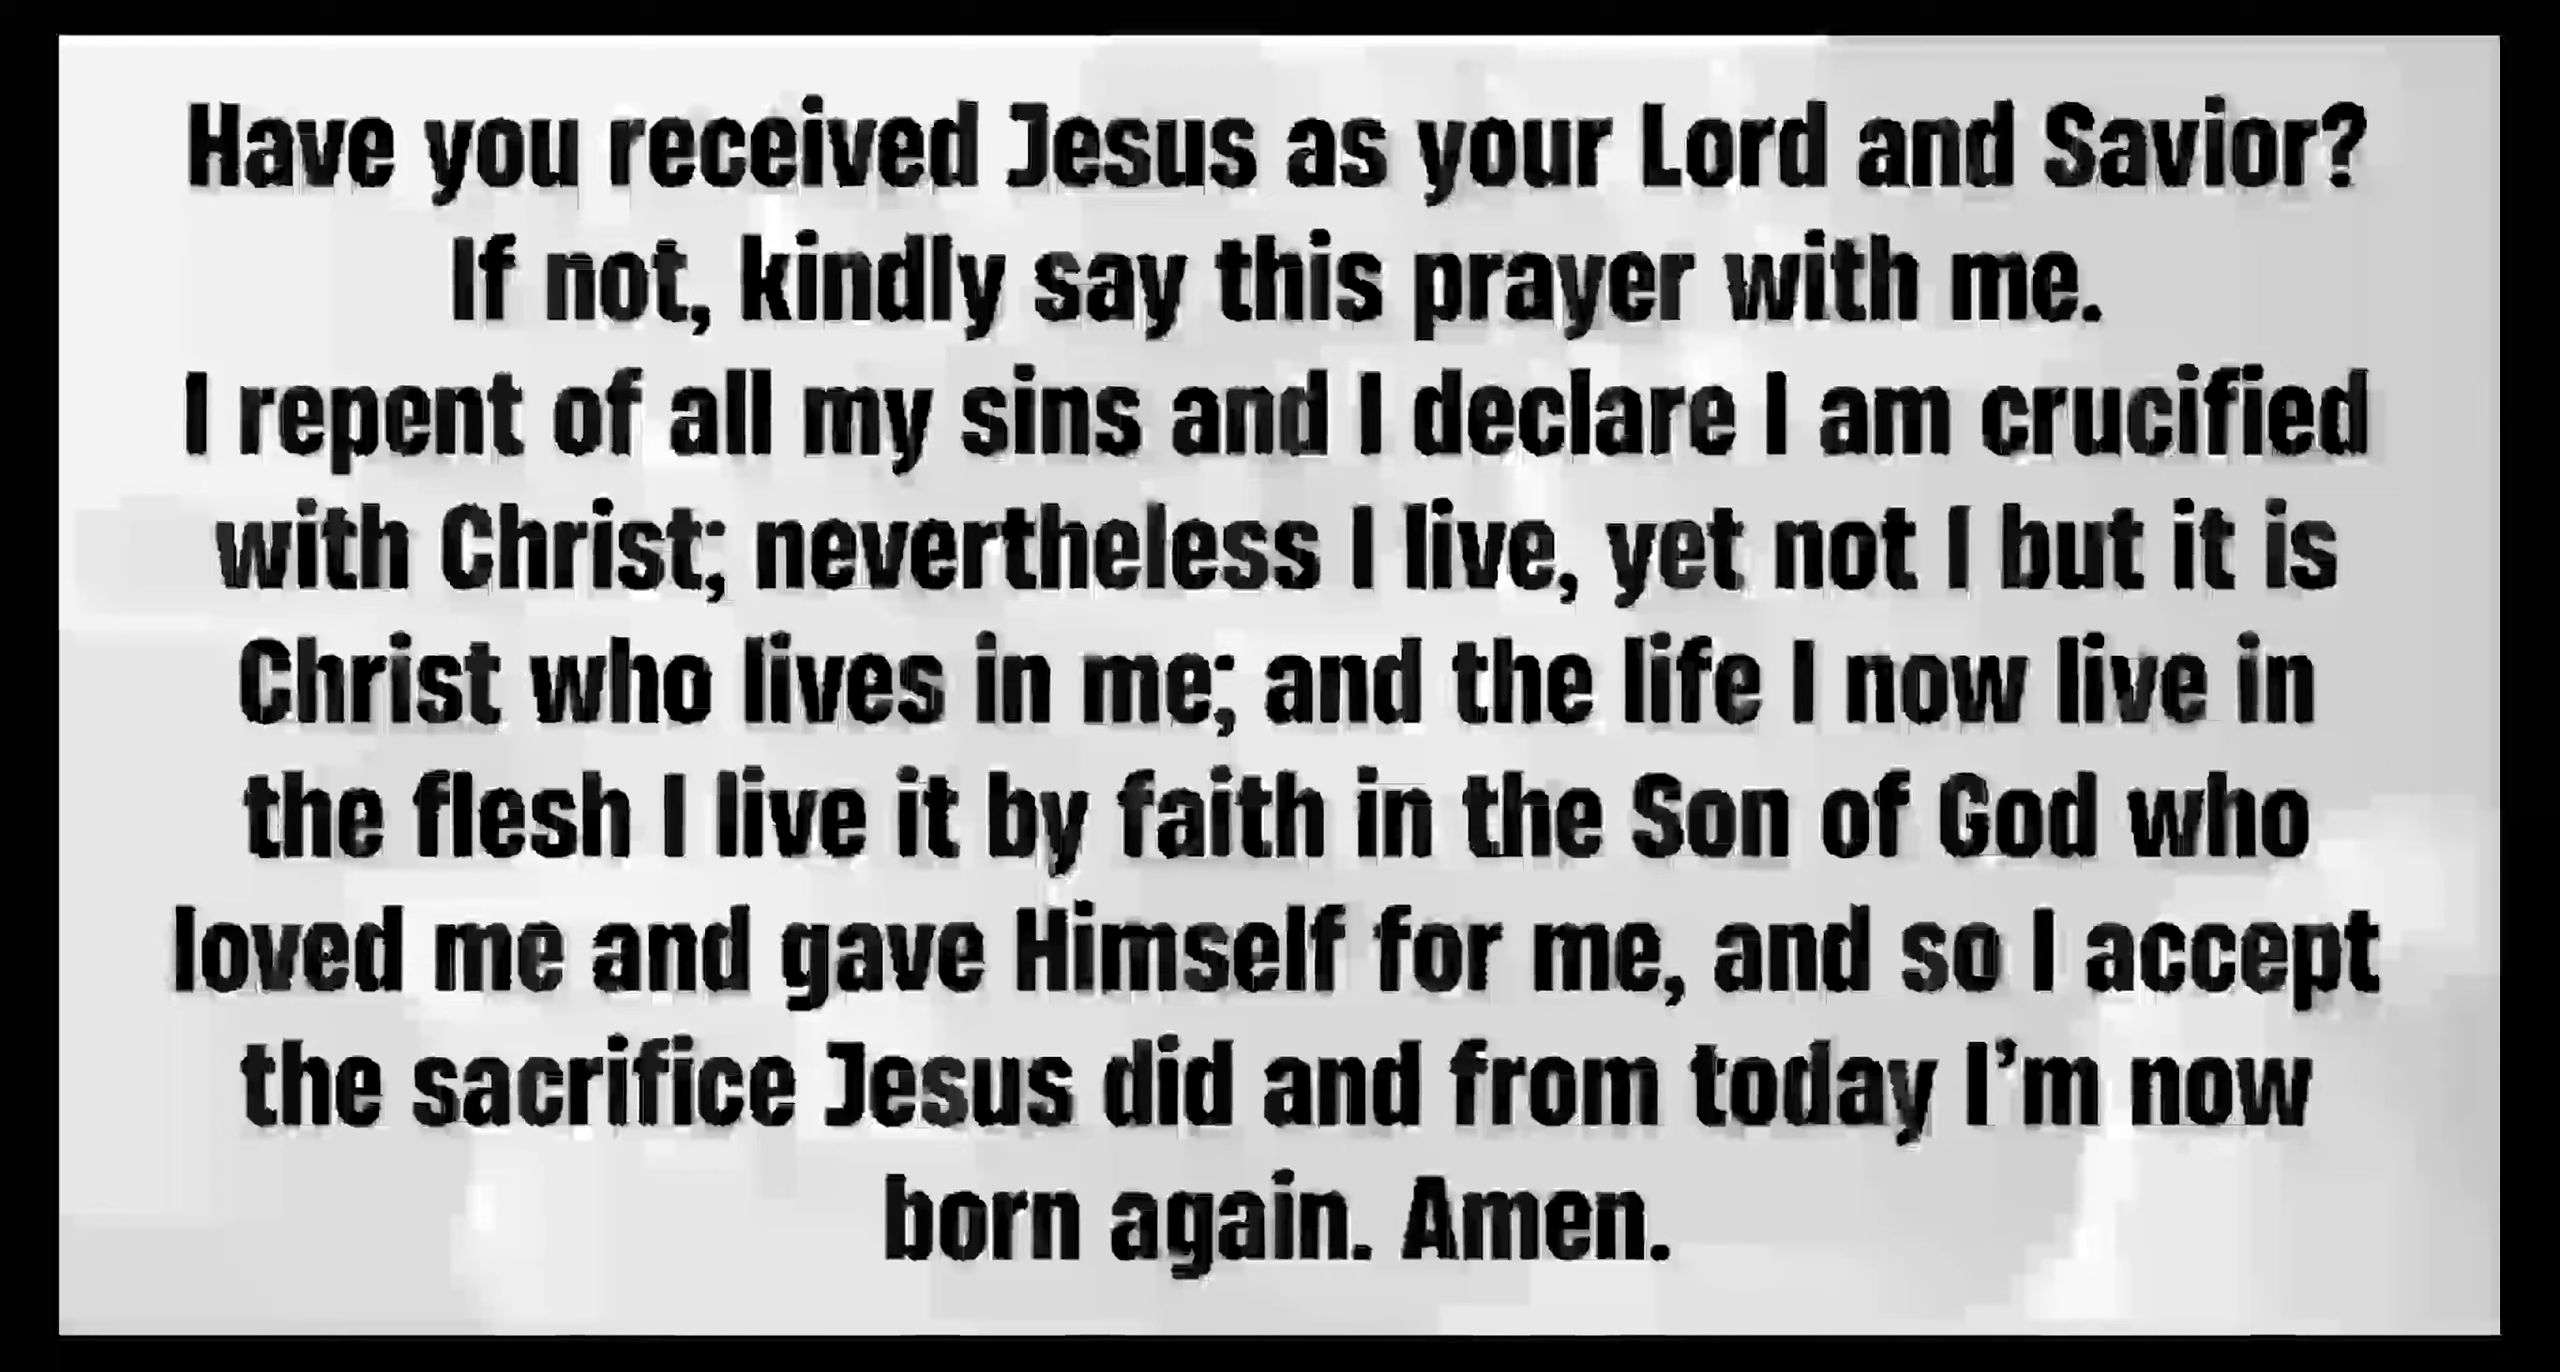 Have you received Jesus as your Lord and Savior?
If not, kindly say this prayer with me.
I repent of all my sins and I declare I am crucified
with Christ; nevertheless I live, yet not I but it is
Christ who lives in me; and the life I now live in
the flesh I live it by faith in the Son of God who
loved me and gave Himself for me, and so I accept
the sacrifice Jesus did and from today I’m now
born again. Amen.